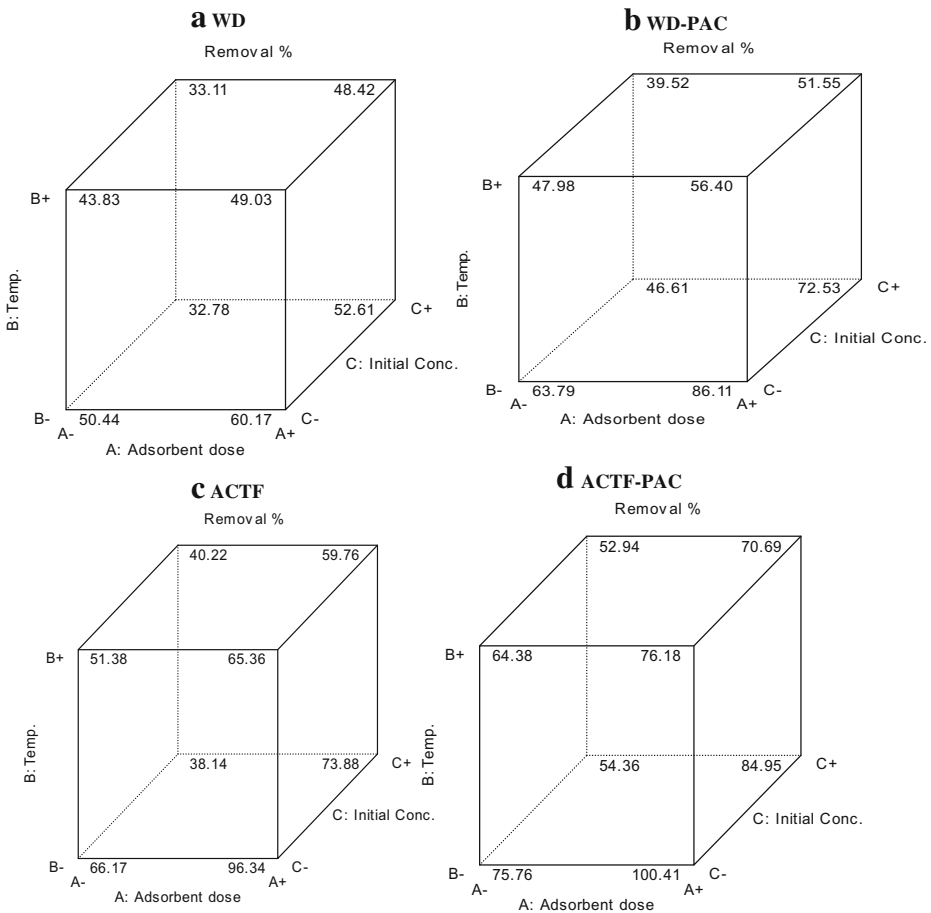 a WD
Removal %
33.11 48.42
B+ 43.83 49.03
B: Temp.
32.78 52.61 C+
C: Initial Conc.
B- 50.44 60.17 C-
A- A+
A: Adsorbent dose
b WD-PAC
Removal %
39.52 51.55
B+ 47.98 56.40
B: Temp.
46.61 72.53 C+
C: Initial Conc.
B- 63.79 86.11 C-
A- A+
A: Adsorbent dose
c ACTF
Removal %
40.22 59.76
B+ 51.38 65.36
B: Temp.
38.14 73.88 C+
C: Initial Conc.
B- 66.17 96.34 C-
A- A+
A: Adsorbent dose
d ACTF-PAC
Removal %
52.94 70.69
B+ 64.38 76.18
B: Temp.
54.36 84.95 C+
C: Initial Conc.
B- 75.76 100.41 C-
A- A+
A: Adsorbent dose